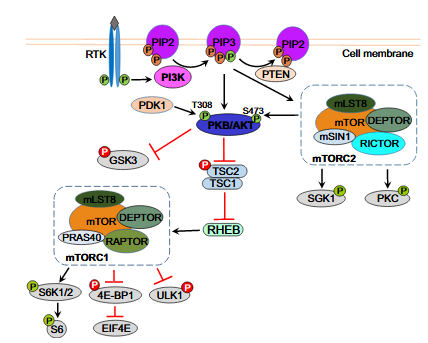 PIP2
PIP3
PIP2
RTK
P
P
P
P
P
P
P
Cell membrane
P
P
PI3K
PTEN
PDK1
T308
P
S473
P
PKB/AKT
mLST8
mTOR
DEPTOR
mSIN1
RICTOR
mTORC2
P
GSK3
P
TSC2
TSC1
SGK1
P
PKC
P
mLST8
mTOR
DEPTOR
PRAS40
RAPTOR
mTORC1
RHEB
P
S6K1/2
P
4E-BP1
P
ULK1
P
S6
EIF4E